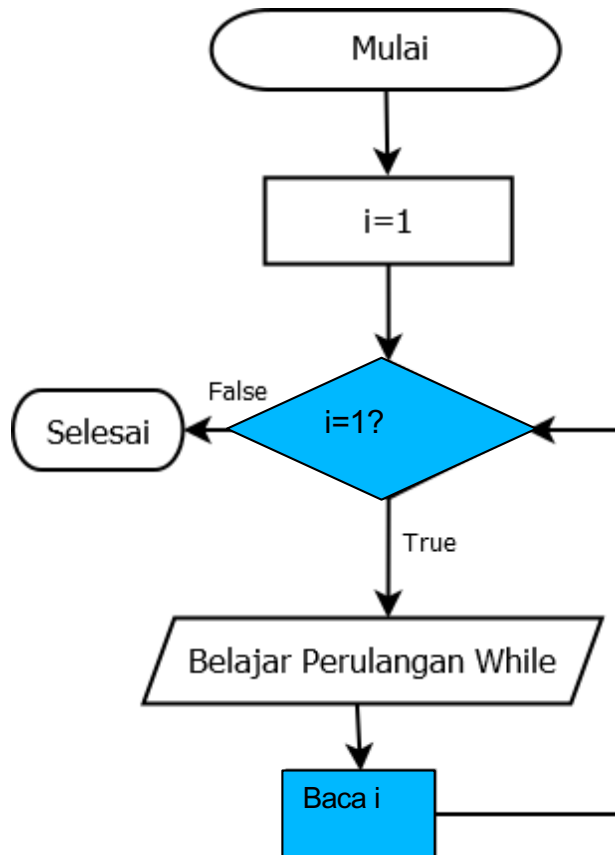 Mulai
i=1
False
i=1?
Selesai
True
Belajar Perulangan While
Baca i